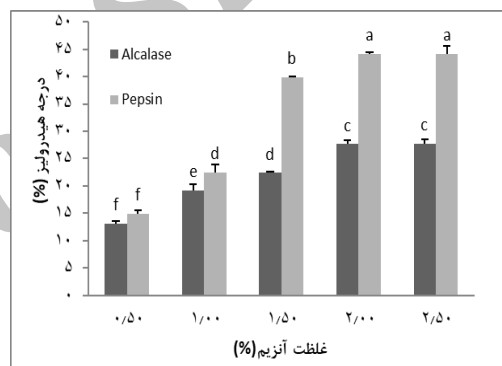 ۵۰
۴۵
۴۰
۳۵
۳۰
۲۵
۲۰
۱۵
۱۰
۵
۰
درجه هیدرولیز (%)
Alcalase
Pepsin
f f
e d
d b
c a
c a
۰٫۵۰ ۱٫۰۰ ۱٫۵۰ ۲٫۰۰ ۲٫۵۰
غلظت آنزیم(%)